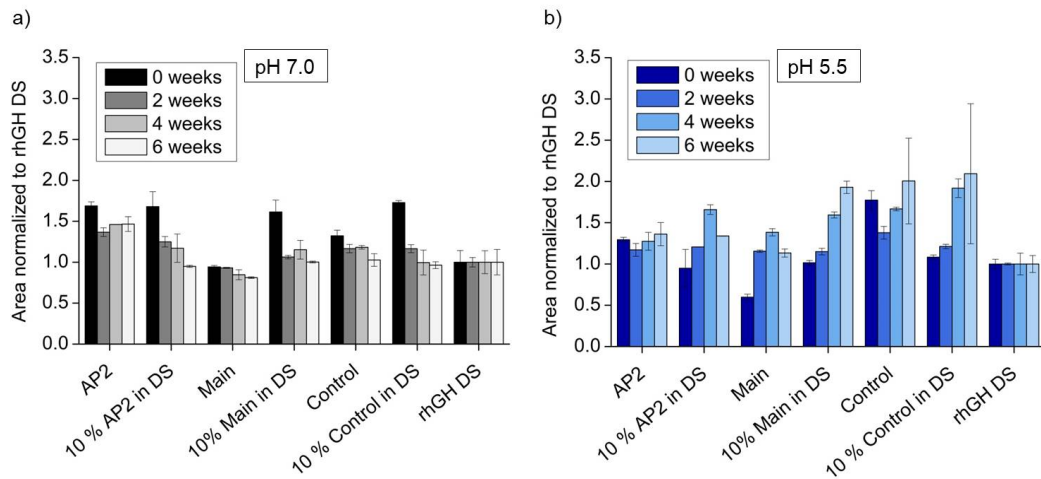 a)
pH 7.0
0 weeks
2 weeks
4 weeks
6 weeks
Area normalized to rhGH DS
3.5
3.0
2.5
2.0
1.5
1.0
0.5
0.0
AP2
10 % AP2 in DS
Main
10% Main in DS
Control
10 % Control in DS
rhGH DS
b)
pH 5.5
0 weeks
2 weeks
4 weeks
6 weeks
Area normalized to rhGH DS
3.5
3.0
2.5
2.0
1.5
1.0
0.5
0.0
AP2
10 % AP2 in DS
Main
10% Main in DS
Control
10 % Control in DS
rhGH DS